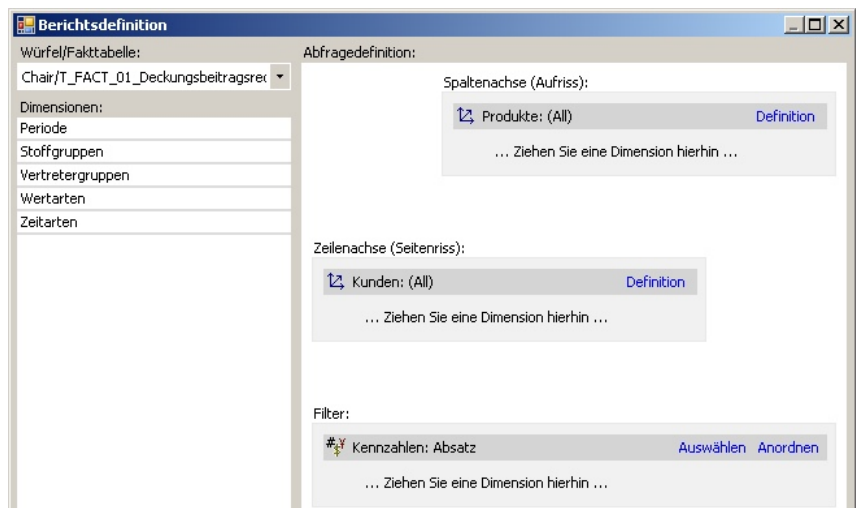 Berichtsdefinition
Würfel/Fakttabelle:
Chair/T_FACT_01_Deckungsbeitragsrec
Dimensionen:
Periode
Stoffgruppen
Vertretergruppen
Wertarten
Zeitarten
Abfragedefinition:
Spaltenachse (Aufriss):
Produkte: (All) Definition
... Ziehen Sie eine Dimension hierhin ...
Zeilenachse (Seitenriss):
Kunden: (All) Definition
... Ziehen Sie eine Dimension hierhin ...
Filter:
Kennzahlen: Absatz Auswählen Anordnen
... Ziehen Sie eine Dimension hierhin ...